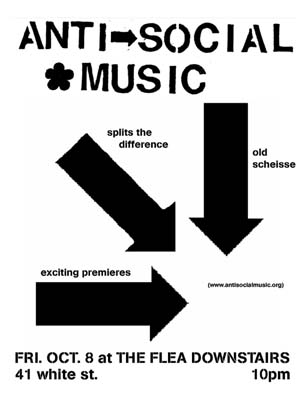 ANTI➡SOCIAL
MUSIC
splits the
difference
old
scheisse
exciting premieres
(www.antisocialmusic.org)
FRI. OCT. 8 at THE FLEA DOWNSTAIRS
41 white st. 10pm